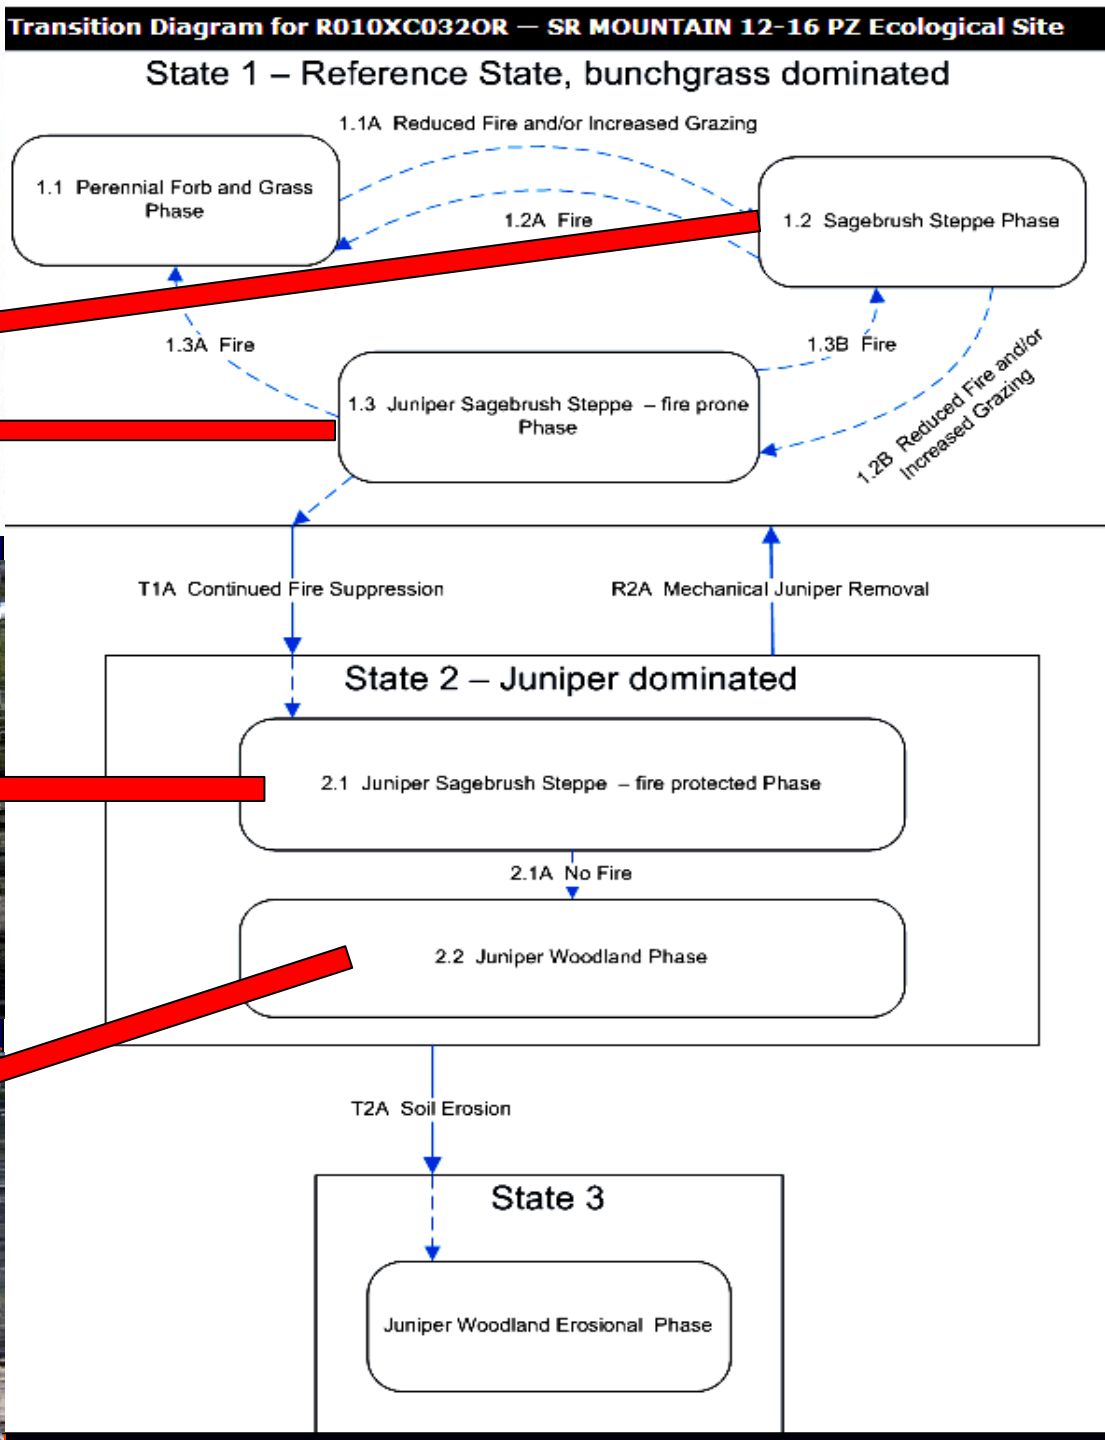 Transition Diagram for R010XC032OR — SR MOUNTAIN 12-16 PZ Ecological Site
State 1 – Reference State, bunchgrass dominated
1.1A Reduced Fire and/or Increased Grazing
1.1 Perennial Forb and Grass
Phase
1.2A Fire
1.2 Sagebrush Steppe Phase
1.3A Fire
1.3B Fire
1.3 Juniper Sagebrush Steppe – fire prone
Phase
1.2B Reduced Fire and/or
Increased Grazing
T1A Continued Fire Suppression
R2A Mechanical Juniper Removal
State 2 – Juniper dominated
2.1 Juniper Sagebrush Steppe – fire protected Phase
2.1A No Fire
2.2 Juniper Woodland Phase
T2A Soil Erosion
State 3
Juniper Woodland Erosional Phase